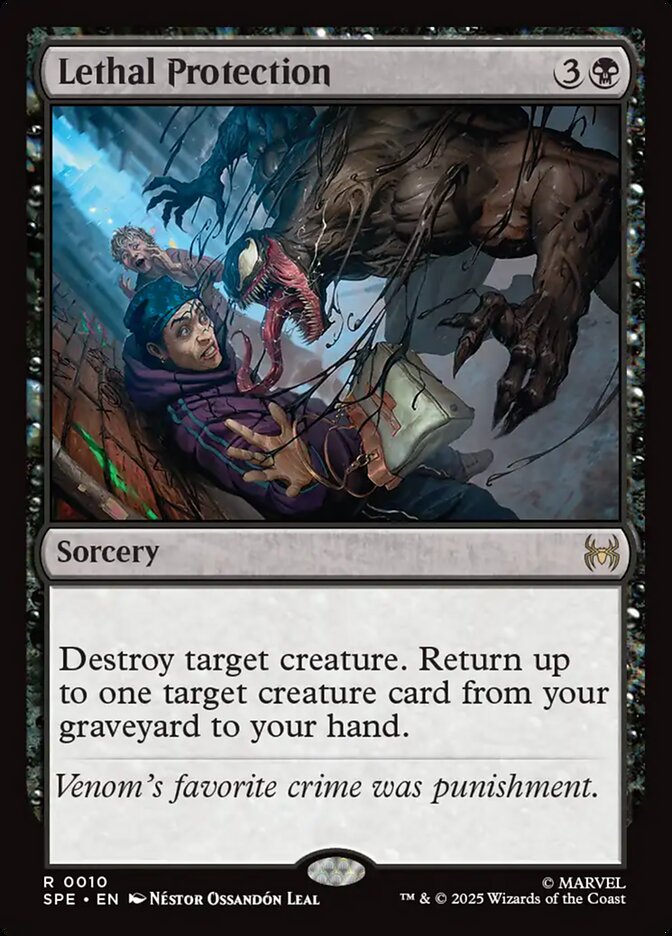 Lethal Protection 3
Sorcery
Destroy target creature. Return up
to one target creature card from your
graveyard to your hand.
Venom's favorite crime was punishment.
R 0010
SPE • EN Néstor Ossandón Leal
© MARVEL
™ & © 2025 Wizards of the Coast